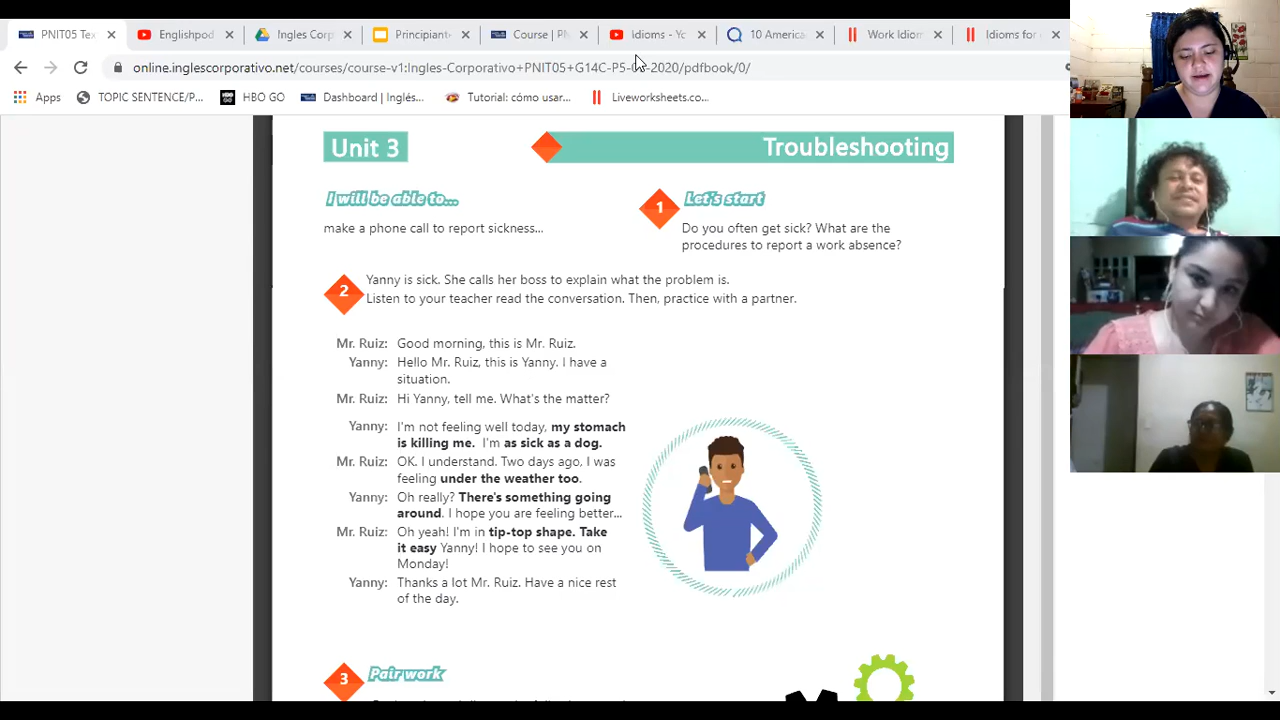 PNIT05 Tex
Englishpod
Ingles Corp
Principiant
Course | PN
Idioms - Yo
10 America
Work Idiom
Idioms for
online.inglescorporativo.net/courses/course-v1:Ingles-Corporativo+PNIT05+G14C-P5-
-2020/pdfbook/0/
Apps
TOPIC SENTENCE/P...
HBO GO
Dashboard | Inglés...
Tutorial: cómo usar...
Liveworksheets.co...
Unit 3
Troubleshooting
I will be able to...
make a phone call to report sickness...
1
Let's start
Do you often get sick? What are the
procedures to report a work absence?
2
Yanny is sick. She calls her boss to explain what the problem is.
Listen to your teacher read the conversation. Then, practice with a partner.
Mr. Ruiz: Good morning, this is Mr. Ruiz.
Yanny: Hello Mr. Ruiz, this is Yanny. I have a
situation.
Mr. Ruiz: Hi Yanny, tell me. What's the matter?
Yanny: I'm not feeling well today, my stomach
is killing me. I'm as sick as a dog.
Mr. Ruiz: OK. I understand. Two days ago, I was
feeling under the weather too.
Yanny: Oh really? There's something going
around. I hope you are feeling better...
Mr. Ruiz: Oh yeah! I'm in tip-top shape. Take
it easy Yanny! I hope to see you on
Monday!
Yanny: Thanks a lot Mr. Ruiz. Have a nice rest
of the day.
3
Pair work